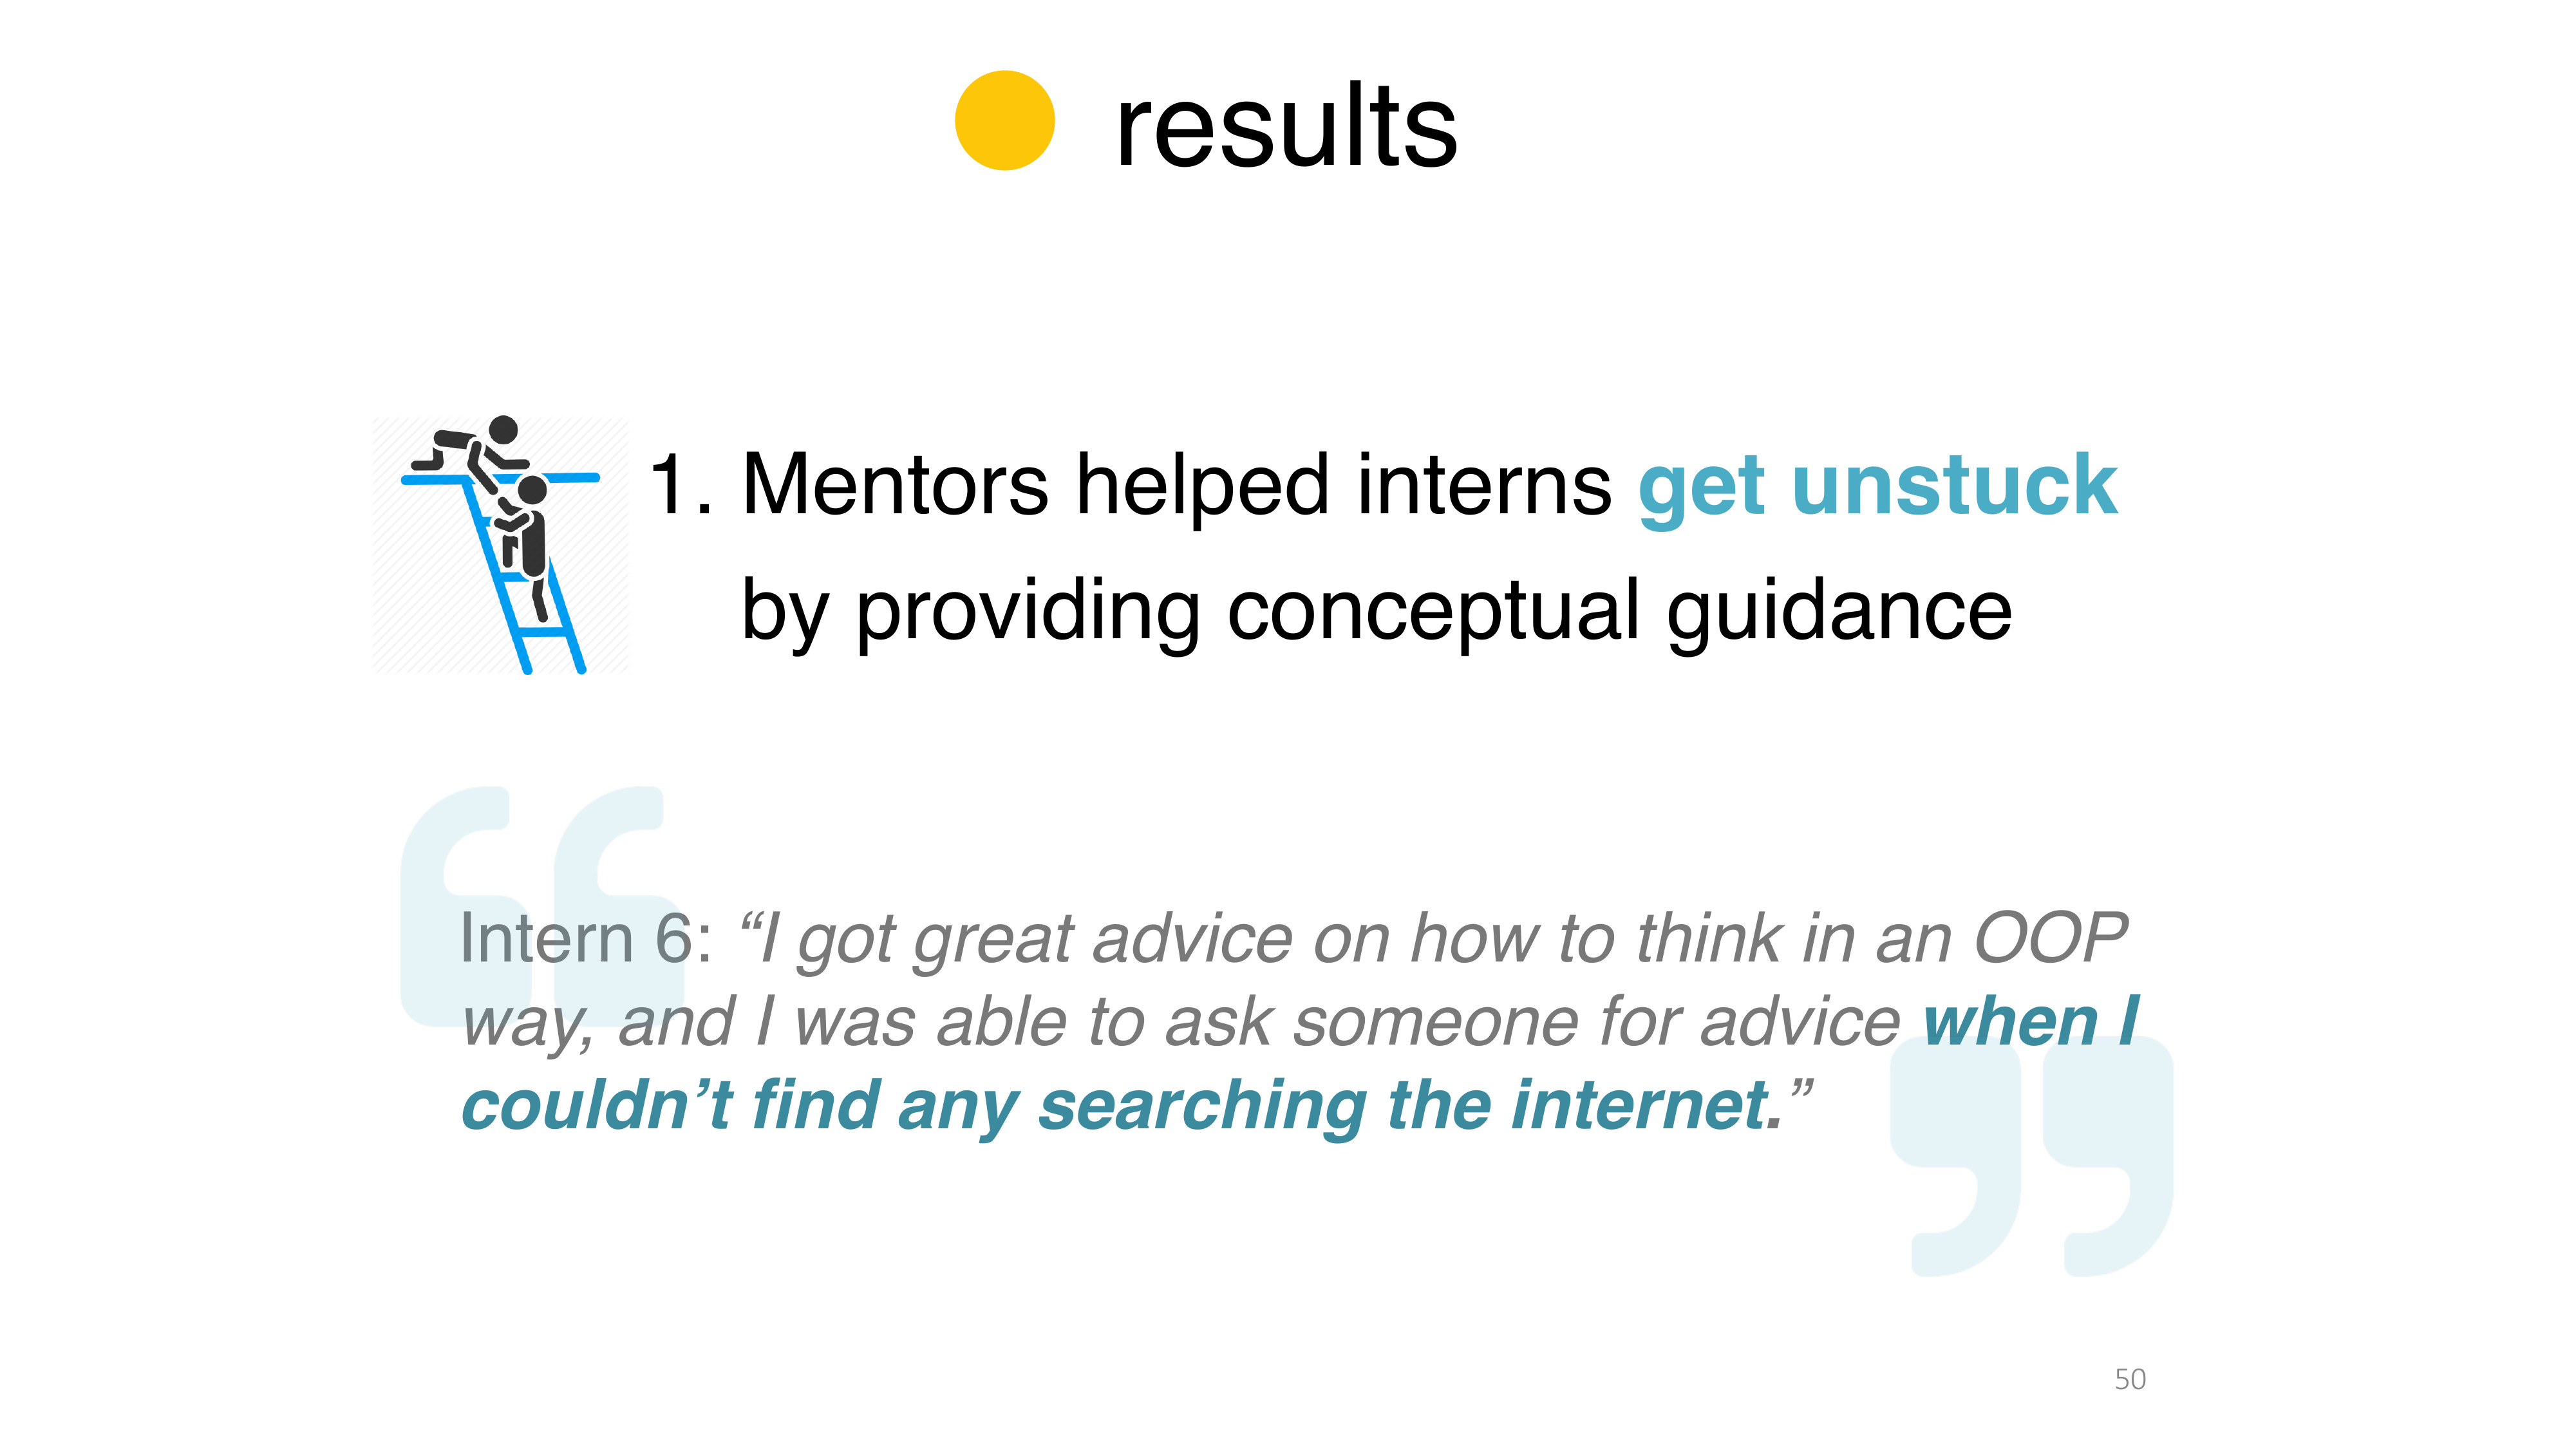 results
1. Mentors helped interns get unstuck
by providing conceptual guidance
Intern 6: “I got great advice on how to think in an OOP
way, and I was able to ask someone for advice when I
couldn’t find any searching the internet.”
50